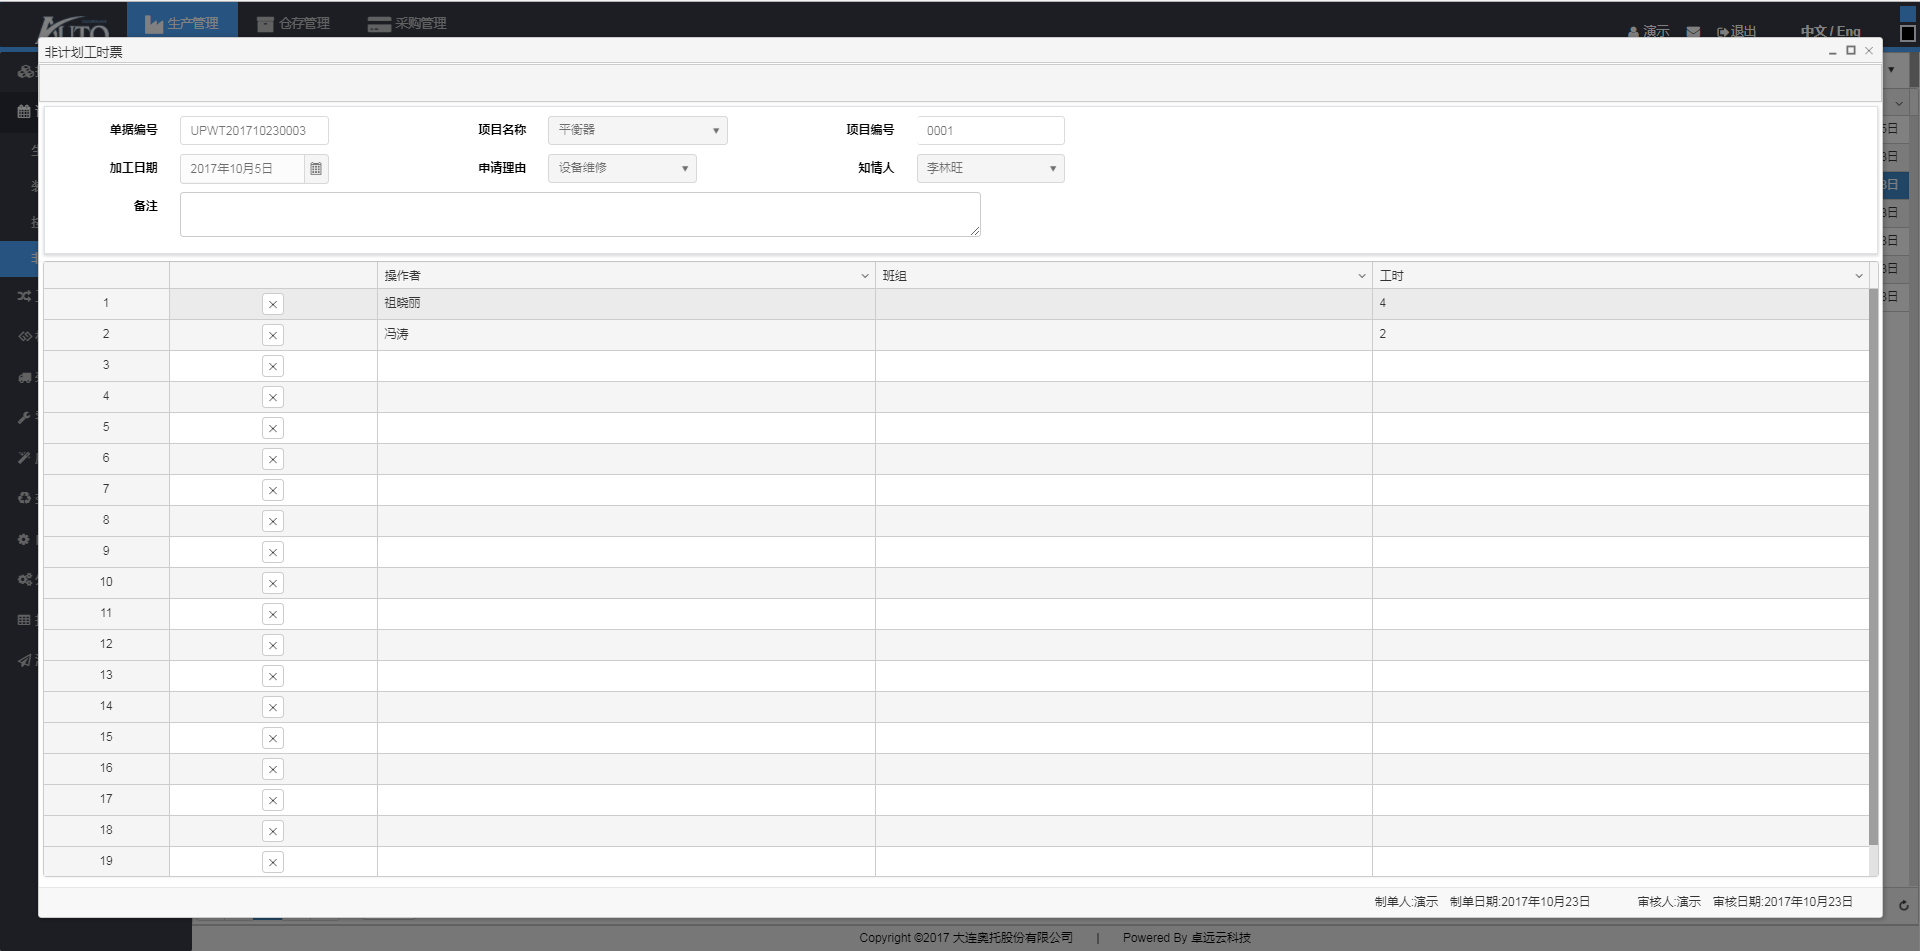 AUTO
生产管理
仓存管理
采购管理
演示
退出
中文 / Eng
非计划工时票
单据编号 UPWT201710230003 项目名称 平衡器 项目编号 0001
加工日期 2017年10月5日 申请理由 设备维修 知情人 李林旺
备注
操作者 班组 工时
1 祖晓丽 4
2 冯涛 2
3
4
5
6
7
8
9
10
11
12
13
14
15
16
17
18
19
制单人:演示 制单日期:2017年10月23日 审核人:演示 审核日期:2017年10月23日
Copyright ©2017 大连奥托股份有限公司 | Powered By 卓远云科技